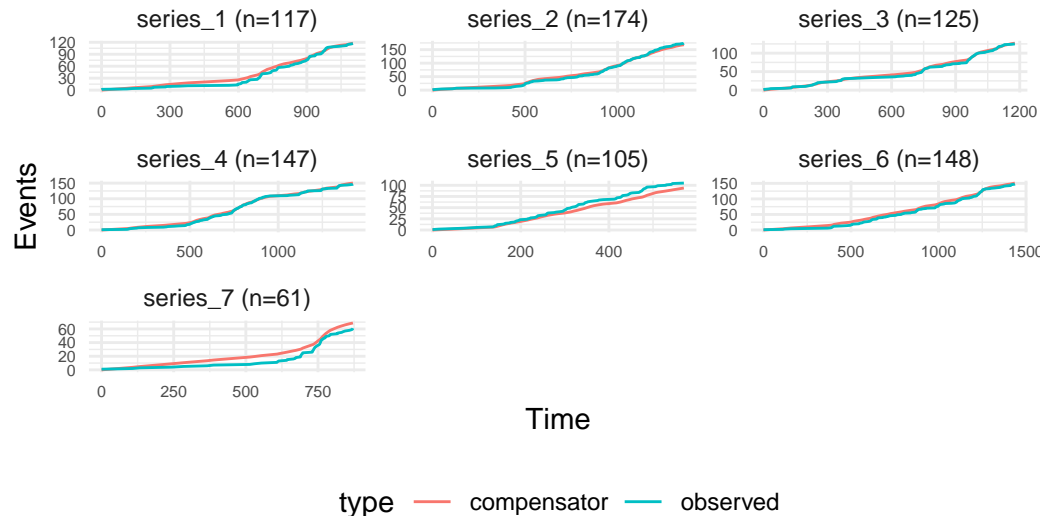 series_1 (n=117)
series_2 (n=174)
series_3 (n=125)
120
90
60
30
0
0 300 600 900
150
100
50
0
0 500 1000
100
50
0
0 300 600 900 1200
series_4 (n=147)
series_5 (n=105)
series_6 (n=148)
150
100
50
0
0 500 1000
100
75
50
25
0
0 200 400
150
100
50
0
0 500 1000 1500
series_7 (n=61)
60
40
20
0
0 250 500 750
Events
Time
type compensator observed